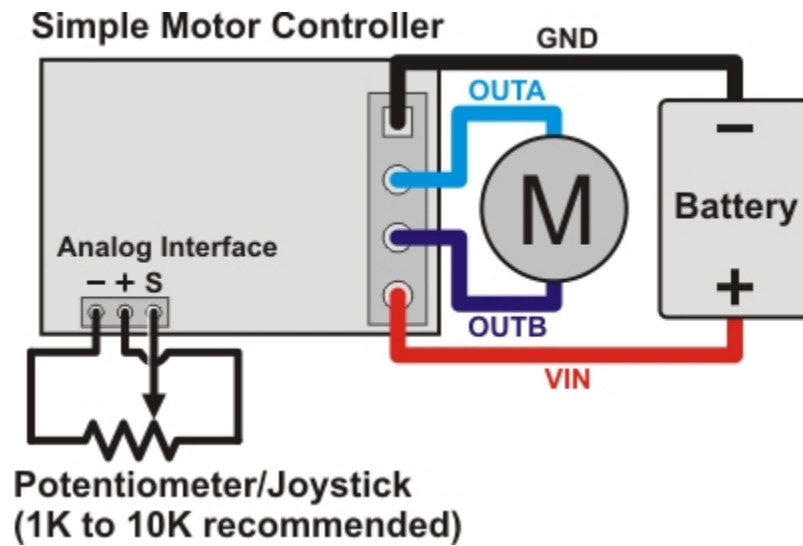 Simple Motor Controller
GND
OUTA
−
M
Battery
Analog Interface
− + S
+
OUTB
VIN
Potentiometer/Joystick
(1K to 10K recommended)